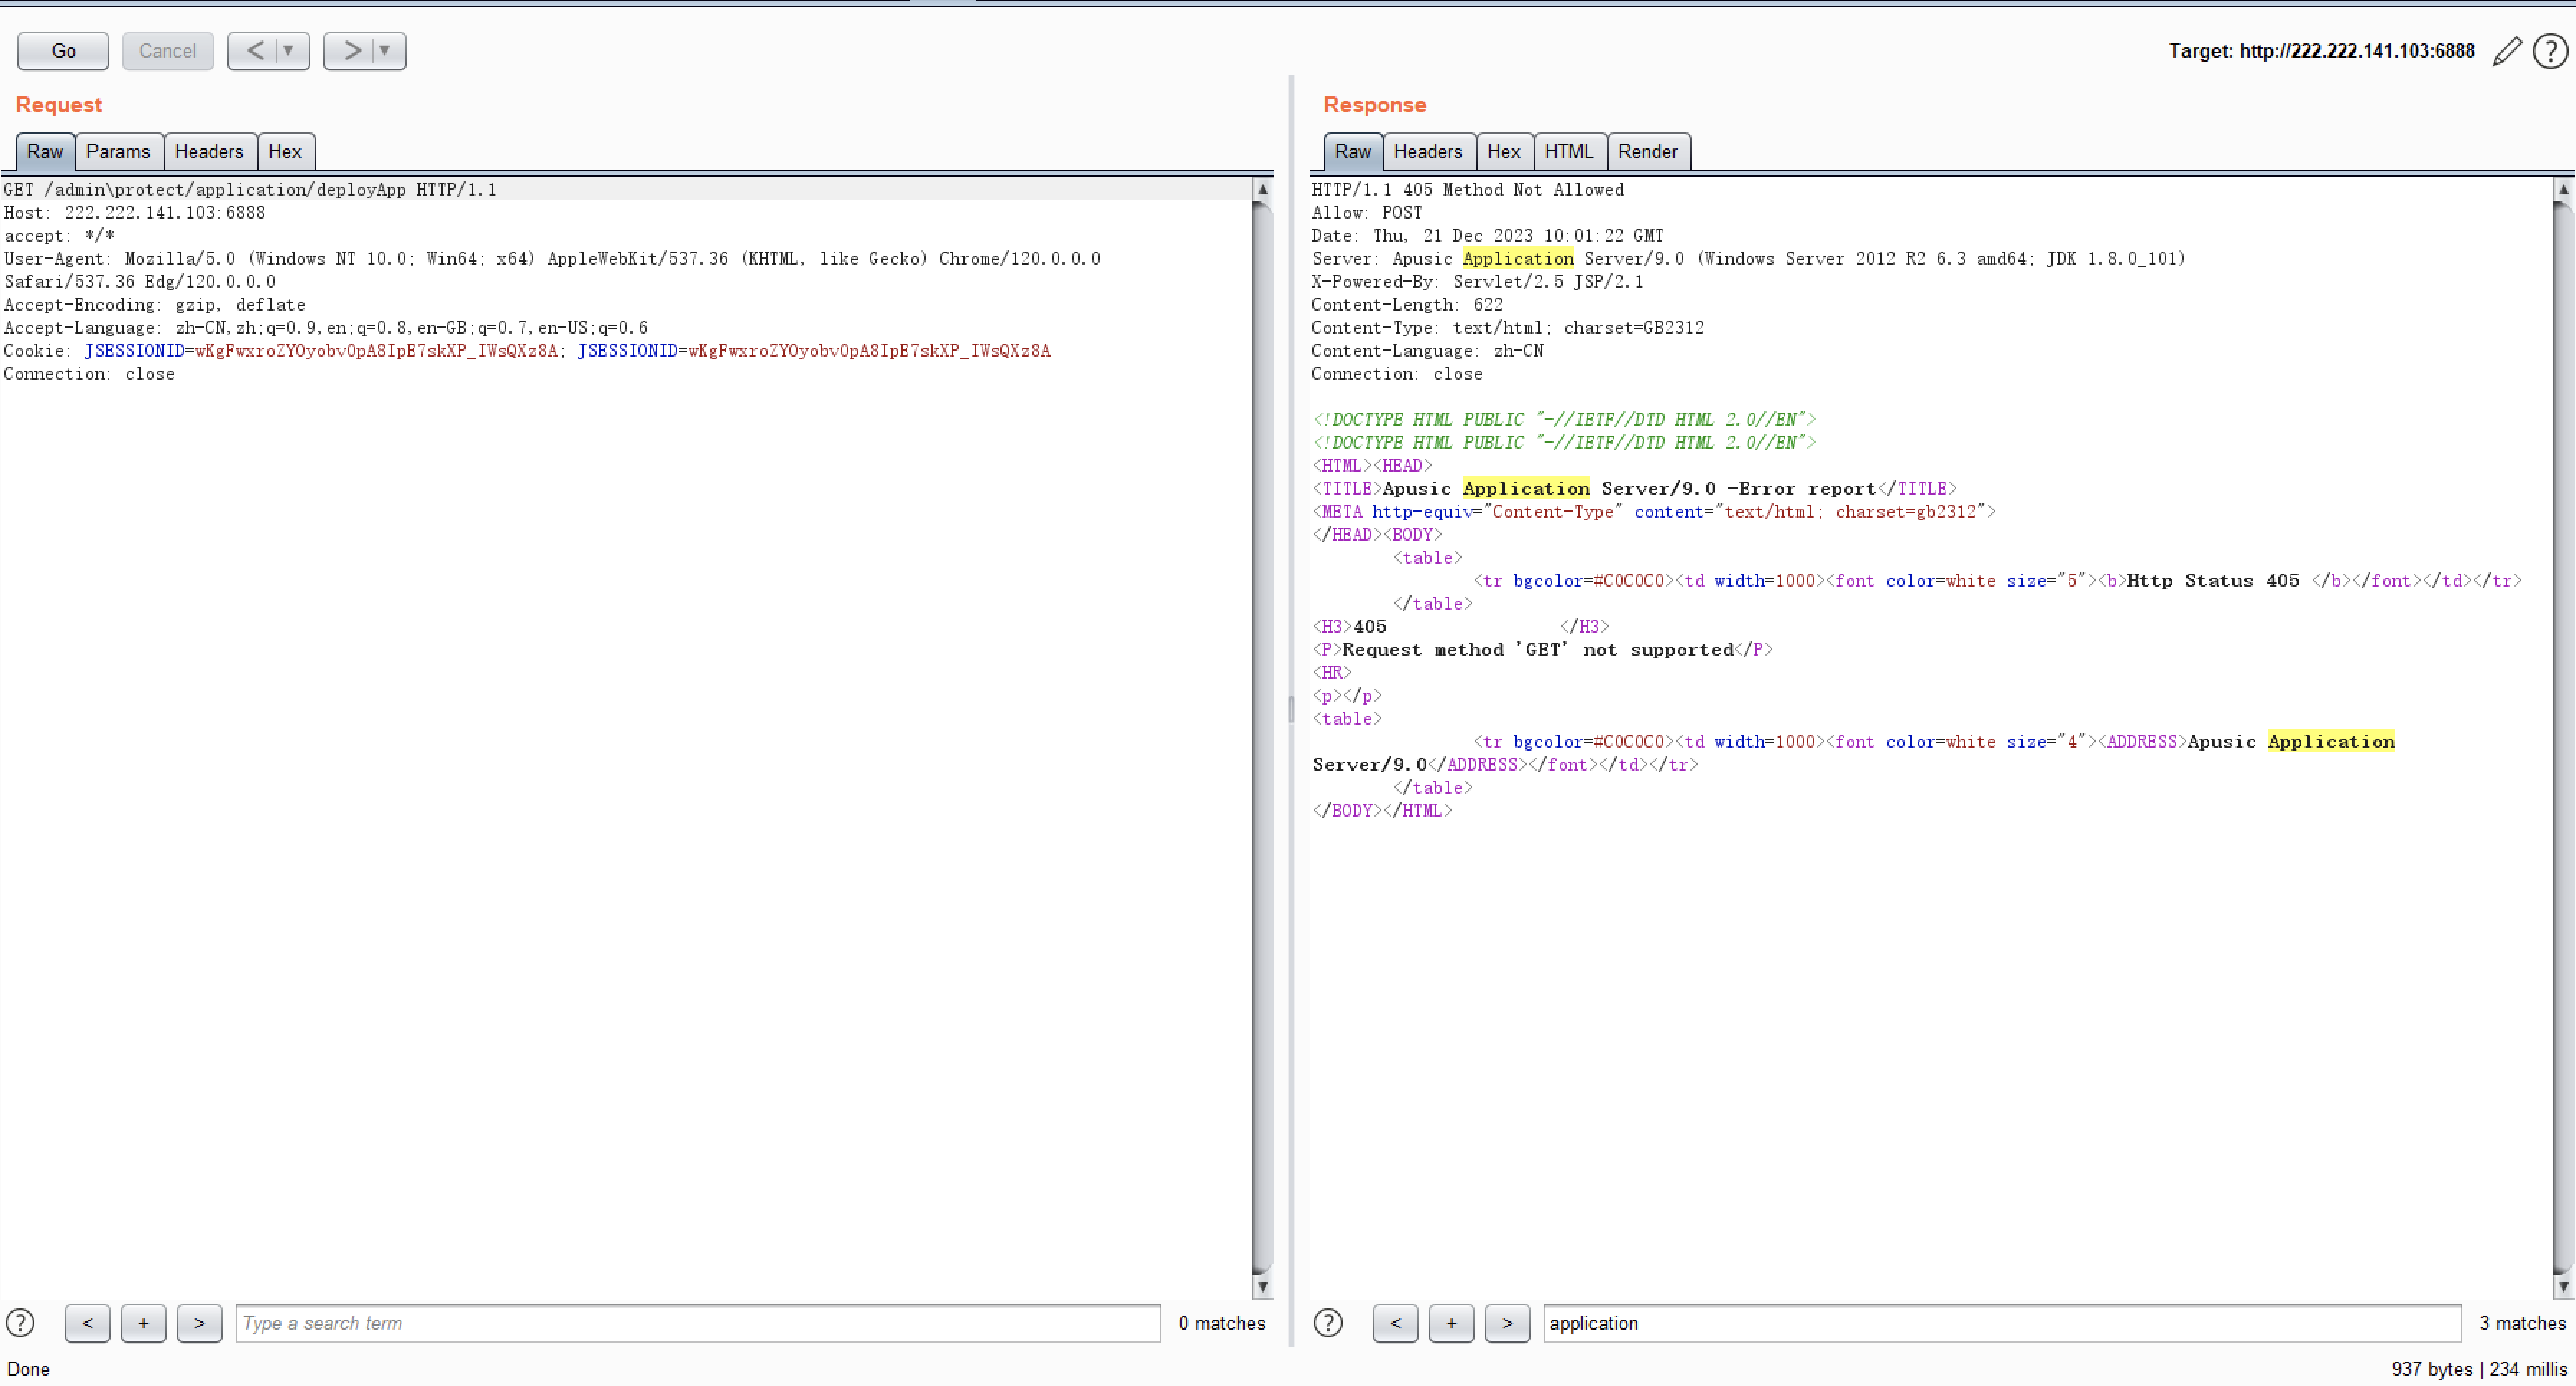 Go Cancel < ▼ > ▼ Target: http://222.222.141.103:6888 ?
Request
Raw Params Headers Hex
GET /admin\protect/application/deployApp HTTP/1.1
Host: 222.222.141.103:6888
accept: */*
User-Agent: Mozilla/5.0 (Windows NT 10.0; Win64; x64) AppleWebKit/537.36 (KHTML, like Gecko) Chrome/120.0.0.0
Safari/537.36 Edg/120.0.0.0
Accept-Encoding: gzip, deflate
Accept-Language: zh-CN,zh;q=0.9,en;q=0.8,en-GB;q=0.7,en-US;q=0.6
Cookie: JSESSIONID=wKgFwxroZYOyobv0pA8IpE7skXP_IWsQXz8A; JSESSIONID=wKgFwxroZYOyobv0pA8IpE7skXP_IWsQXz8A
Connection: close
? < + > Type a search term 0 matches
Response
Raw Headers Hex HTML Render
HTTP/1.1 405 Method Not Allowed
Allow: POST
Date: Thu, 21 Dec 2023 10:01:22 GMT
Server: Apusic Application Server/9.0 (Windows Server 2012 R2 6.3 amd64; JDK 1.8.0_101)
X-Powered-By: Servlet/2.5 JSP/2.1
Content-Length: 622
Content-Type: text/html; charset=GB2312
Content-Language: zh-CN
Connection: close
<!DOCTYPE HTML PUBLIC "-//IETF//DTD HTML 2.0//EN">
<!DOCTYPE HTML PUBLIC "-//IETF//DTD HTML 2.0//EN">
<HTML><HEAD>
<TITLE>Apusic Application Server/9.0 -Error report</TITLE>
<META http-equiv="Content-Type" content="text/html; charset=gb2312">
</HEAD><BODY>
<table>
<tr bgcolor=#C0C0C0><td width=1000><font color=white size="5"><b>Http Status 405 </b></font></td></tr>
</table>
<H3>405 </H3>
<P>Request method 'GET' not supported</P>
<HR>
<p></p>
<table>
<tr bgcolor=#C0C0C0><td width=1000><font color=white size="4"><ADDRESS>Apusic Application
Server/9.0</ADDRESS></font></td></tr>
</table>
</BODY></HTML>
? < + > application 3 matches
Done 937 bytes | 234 millis